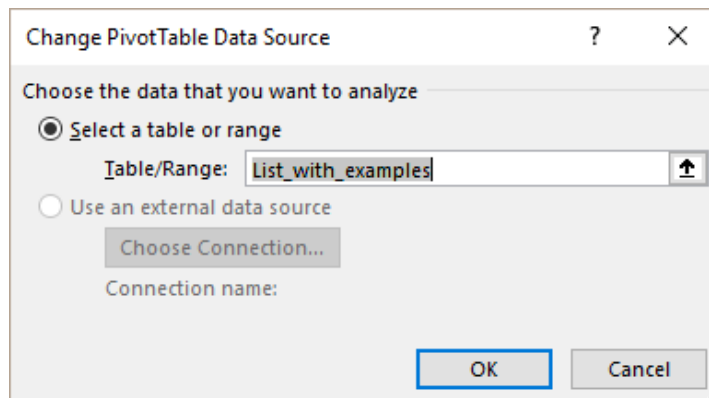 Change PivotTable Data Source ? ×
Choose the data that you want to analyze
Select a table or range
Table/Range: List_with_examples
Use an external data source
Choose Connection...
Connection name:
OK Cancel